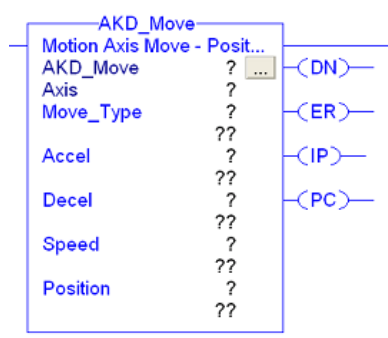 AKD_Move
Motion Axis Move - Posit...
AKD_Move ? ... (DN)
Axis ?
Move_Type ? (ER)
??
Accel ? (IP)
??
Decel ? (PC)
??
Speed ?
??
Position ?
??